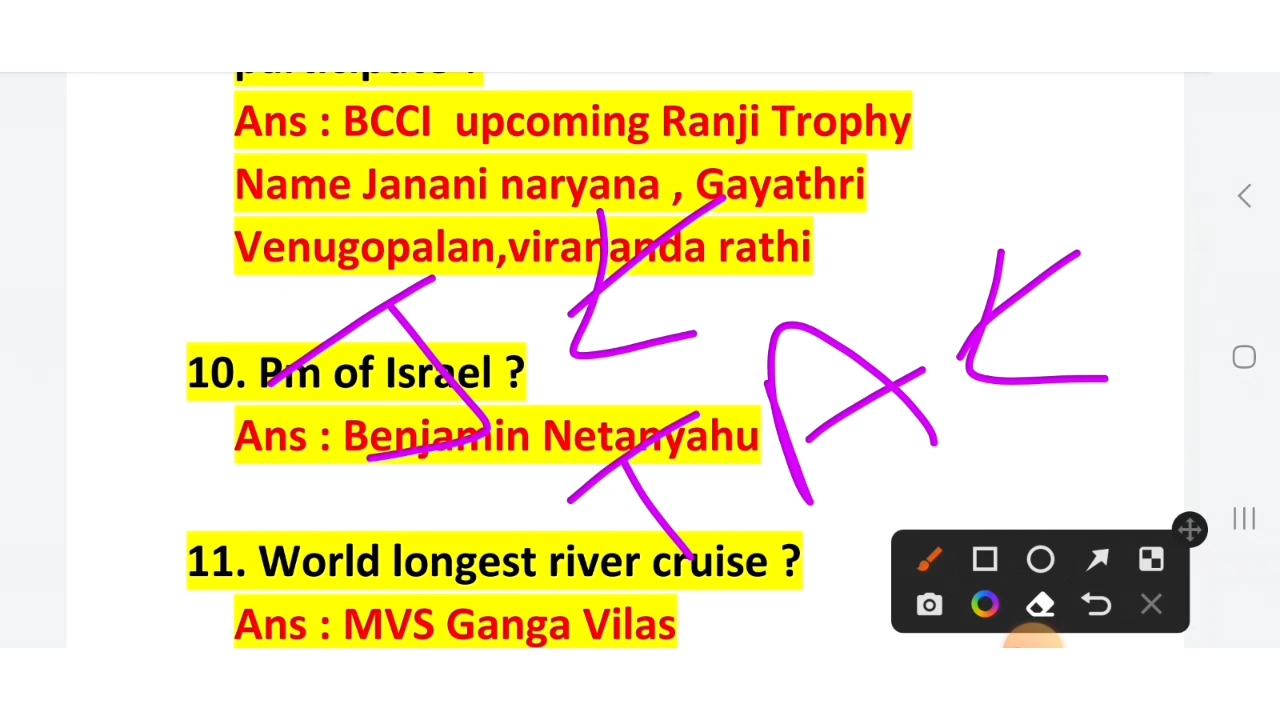 Ans : BCCI upcoming Ranji Trophy
Name Janani naryana , Gayathri
Venugopalan,virananda rathi
10. Pm of Israel ?
Ans : Benjamin Netanyahu
11. World longest river cruise ?
Ans : MVS Ganga Vilas